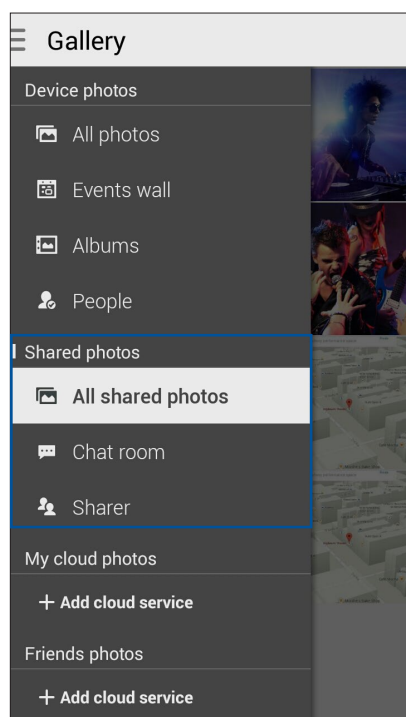 Gallery
Device photos
All photos
Events wall
Albums
People
Shared photos
All shared photos
Chat room
Sharer
My cloud photos
+ Add cloud service
Friends photos
+ Add cloud service